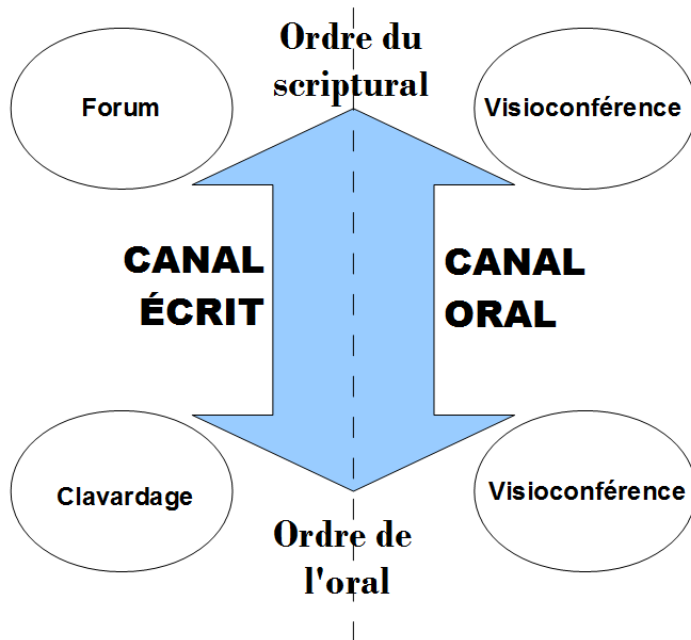 Ordre du
scriptural
Forum
Visioconférence
CANAL
ÉCRIT
CANAL
ORAL
Clavardage
Visioconférence
Ordre de
l'oral